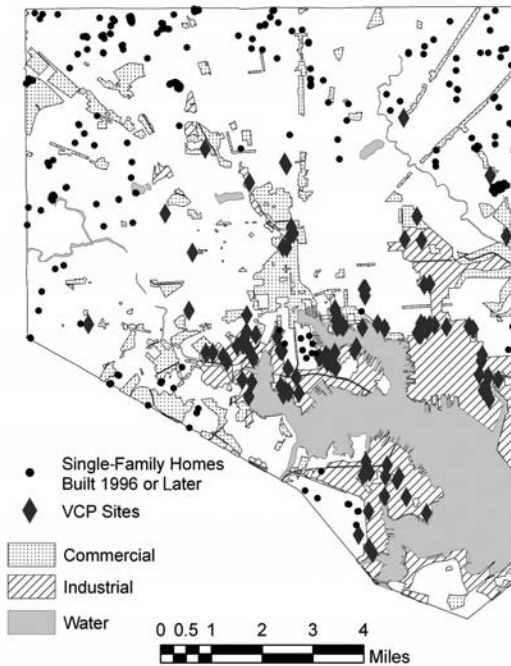 Single-Family Homes
Built 1996 or Later
VCP Sites
Commercial
Industrial
Water
0 0.5 1 2 3 4
Miles